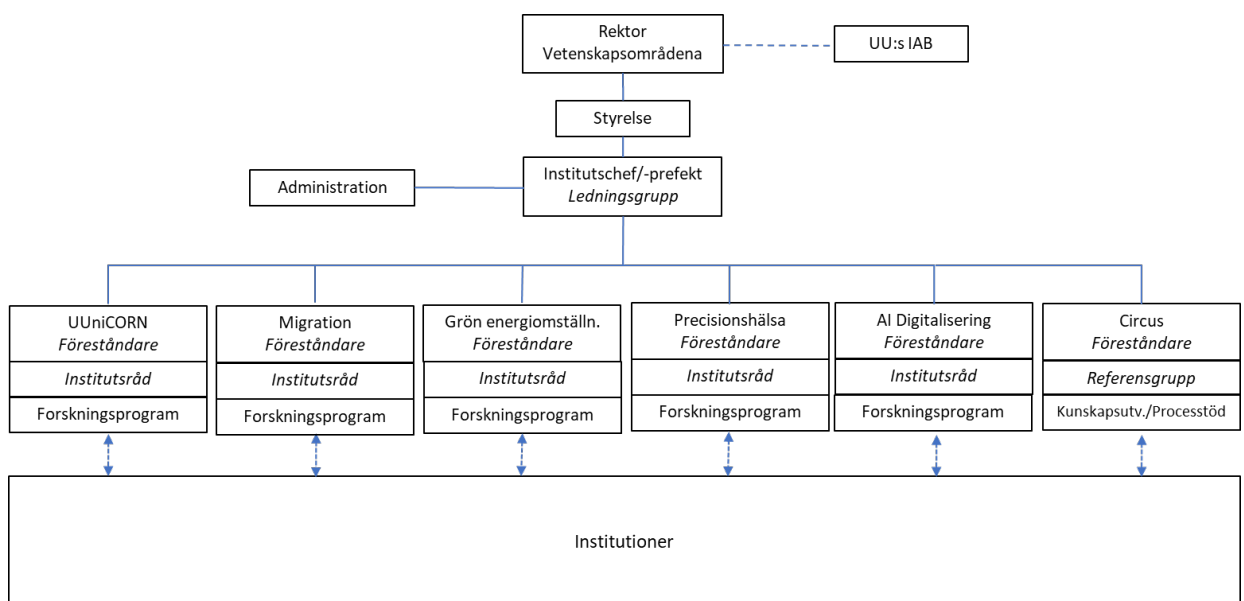 Rektor
Vetenskapsområdena
UU:s IAB
Styrelse
Administration
Institutschef/-prefekt
Ledningsgrupp
UUniCORN
Föreståndare
Institutsråd
Forskningsprogram
Migration
Föreståndare
Institutsråd
Forskningsprogram
Grön energiomställn.
Föreståndare
Institutsråd
Forskningsprogram
Precisionshälsa
Föreståndare
Institutsråd
Forskningsprogram
AI Digitalisering
Föreståndare
Institutsråd
Forskningsprogram
Circus
Föreståndare
Referensgrupp
Kunskapsutv./Processtöd
Institutioner